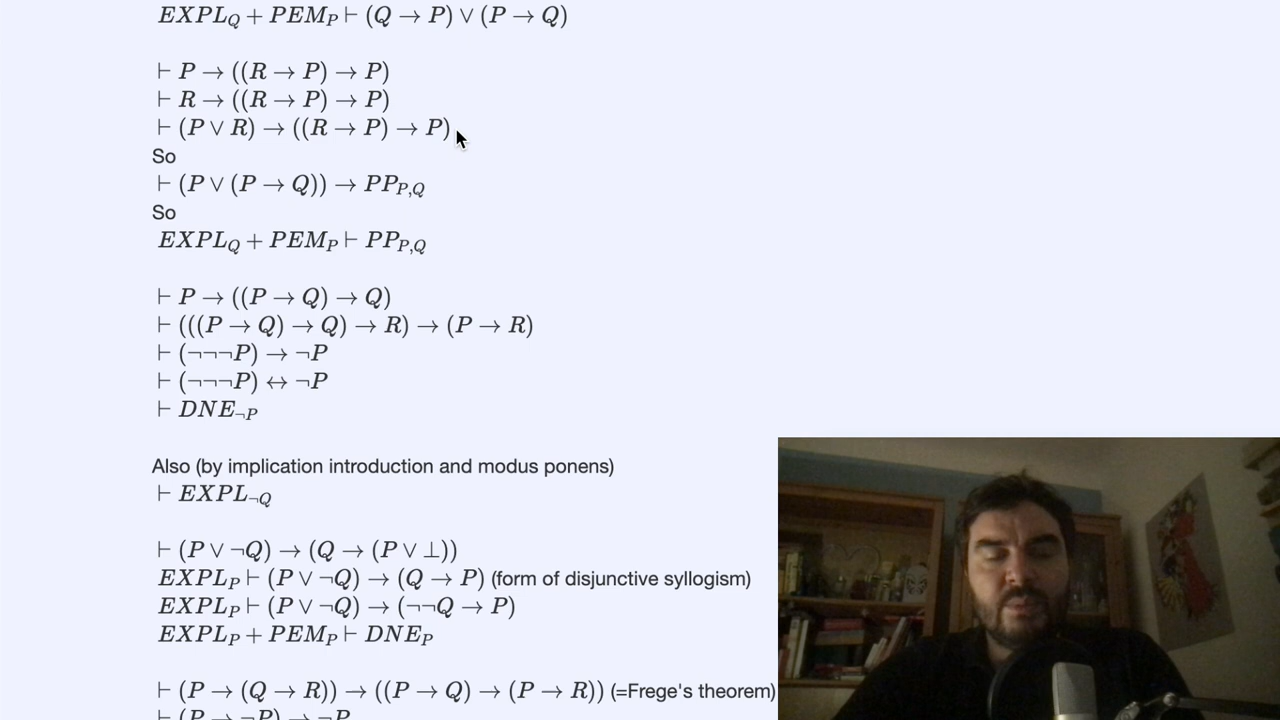 EXPL_Q + PEM_P ⊢ (Q → P) ∨ (P → Q)
⊢ P → ((R → P) → P)
⊢ R → ((R → P) → P)
⊢ (P ∨ R) → ((R → P) → P)
So
⊢ (P ∨ (P → Q)) → PP_{P,Q}
So
EXPL_Q + PEM_P ⊢ PP_{P,Q}
⊢ P → ((P → Q) → Q)
⊢ (((P → Q) → Q) → R) → (P → R)
⊢ (¬¬¬P) → ¬P
⊢ (¬¬¬P) ↔ ¬P
⊢ DNE_{¬P}
Also (by implication introduction and modus ponens)
⊢ EXPL_{¬Q}
⊢ (P ∨ ¬Q) → (Q → (P ∨ ⊥))
EXPL_P ⊢ (P ∨ ¬Q) → (Q → P) (form of disjunctive syllogism)
EXPL_P ⊢ (P ∨ ¬Q) → (¬¬Q → P)
EXPL_P + PEM_P ⊢ DNE_P
⊢ (P → (Q → R)) → ((P → Q) → (P → R)) (=Frege's theorem)
⊢ (P → ¬P) → ¬P